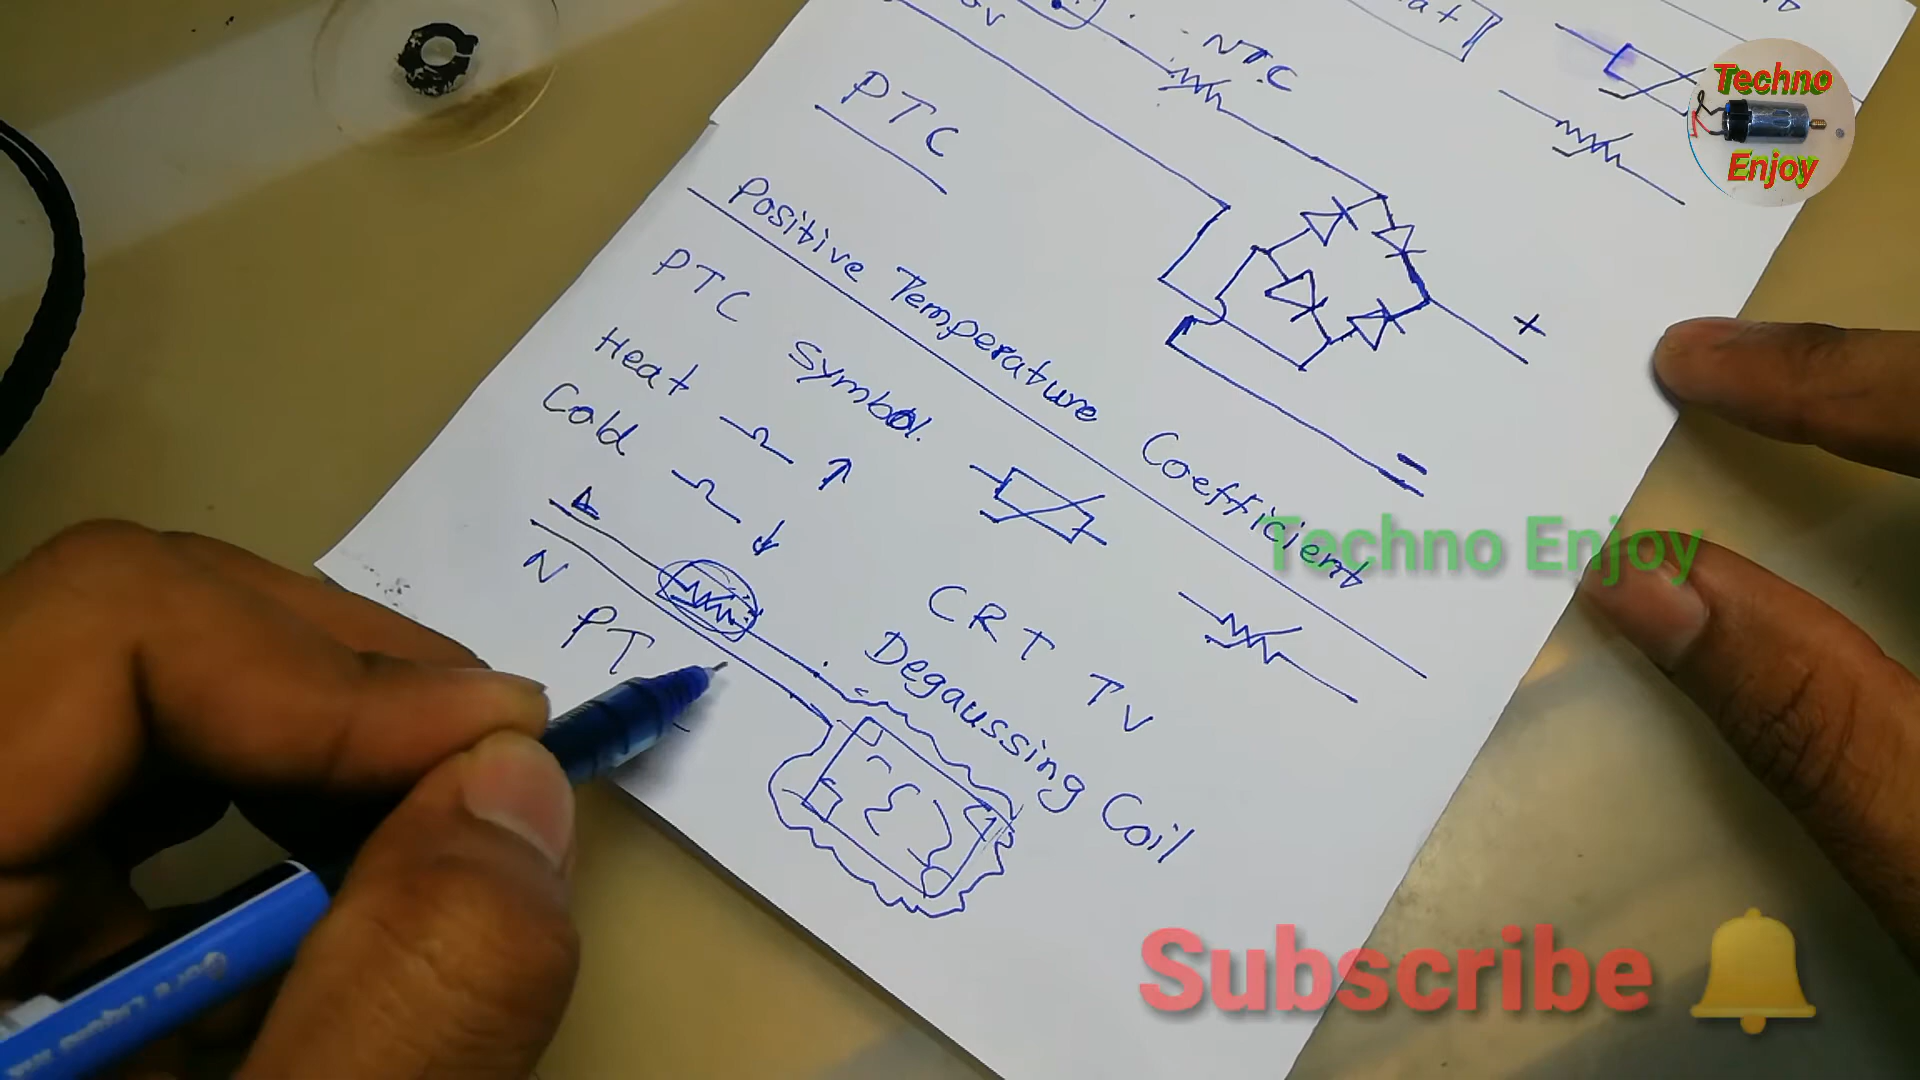 NTC
Techno
Enjoy
PTC
Positive Temperature Coefficient
PTC Symbol.
Heat
Cold
+
Techno Enjoy
N
CRT TV
PT
Degaussing Coil
Subscribe